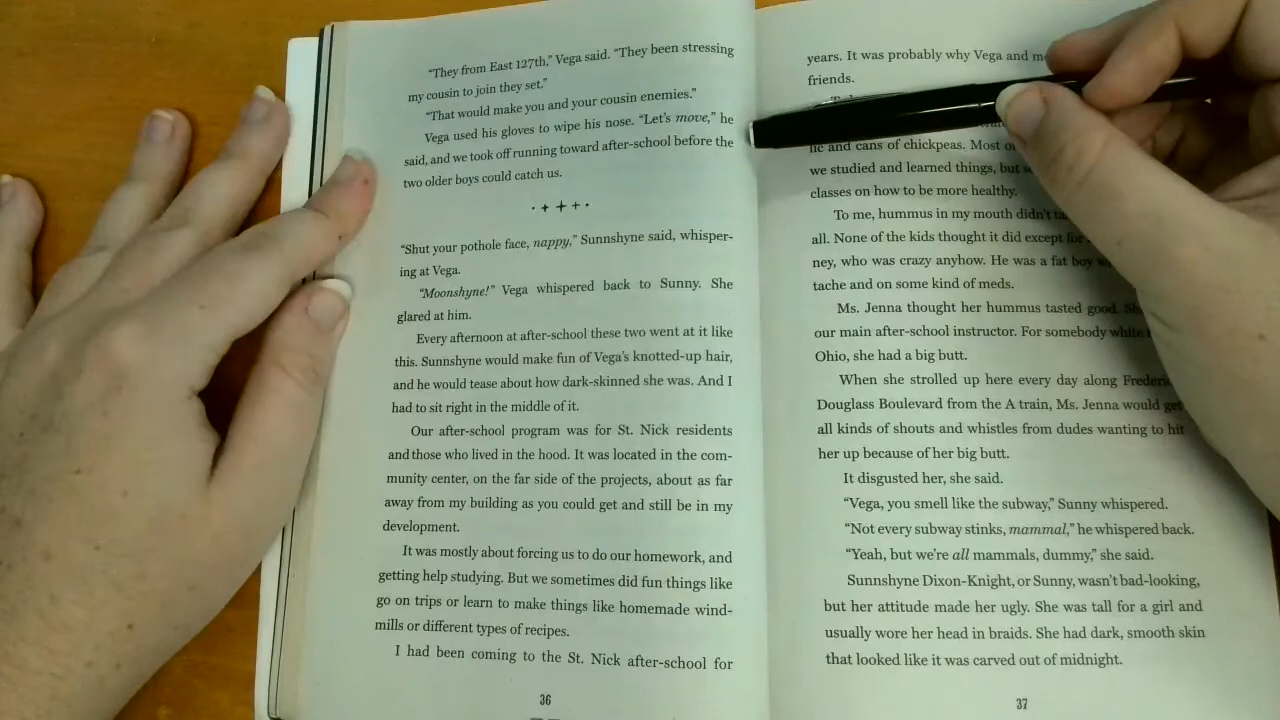 “They from East 127th,” Vega said. “They been stressing
my cousin to join they set.”
“That would make you and your cousin enemies.”
Vega used his gloves to wipe his nose. “Let’s move,” he
said, and we took off running toward after-school before the
two older boys could catch us.
“Shut your pothole face, nappy,” Sunnshyne said, whisper-
ing at Vega.
“Moonshyne!” Vega whispered back to Sunny. She
glared at him.
Every afternoon at after-school these two went at it like
this. Sunnshyne would make fun of Vega’s knotted-up hair,
and he would tease about how dark-skinned she was. And I
had to sit right in the middle of it.
Our after-school program was for St. Nick residents
and those who lived in the hood. It was located in the com-
munity center, on the far side of the projects, about as far
away from my building as you could get and still be in my
development.
It was mostly about forcing us to do our homework, and
getting help studying. But we sometimes did fun things like
go on trips or learn to make things like homemade wind-
mills or different types of recipes.
I had been coming to the St. Nick after-school for
36
years. It was probably why Vega and
friends.
and cans of chickpeas. Most
we studied and learned things, but
classes on how to be more healthy.
To me, hummus in my mouth didn’t
all. None of the kids thought it did except for
ney, who was crazy anyhow. He was a fat boy
tache and on some kind of meds.
Ms. Jenna thought her hummus tasted good.
our main after-school instructor. For somebody white
Ohio, she had a big butt.
When she strolled up here every day along
Douglass Boulevard from the A train, Ms. Jenna would get
all kinds of shouts and whistles from dudes wanting to hit
her up because of her big butt.
It disgusted her, she said.
“Vega, you smell like the subway,” Sunny whispered.
“Not every subway stinks, mammal,” he whispered back.
“Yeah, but we’re all mammals, dummy,” she said.
Sunnshyne Dixon-Knight, or Sunny, wasn’t bad-looking,
but her attitude made her ugly. She was tall for a girl and
usually wore her head in braids. She had dark, smooth skin
that looked like it was carved out of midnight.
37